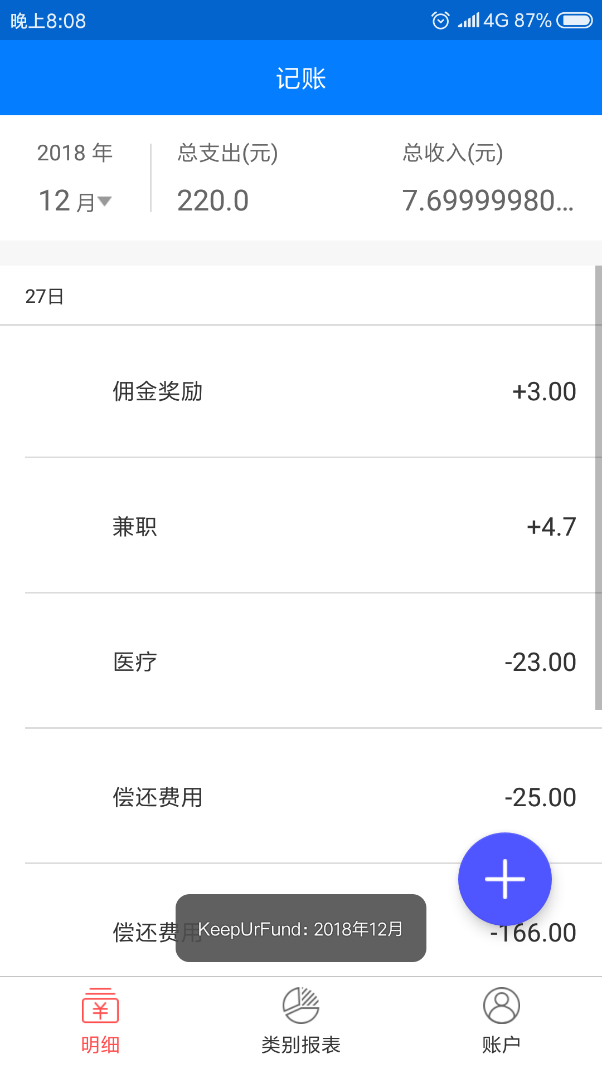 晚上8:08 4G 87%
记账
2018 年 总支出(元) 总收入(元)
12 月 220.0 7.69999980...
27日
佣金奖励 +3.00
兼职 +4.7
医疗 -23.00
偿还费用 -25.00
偿还费用 -166.00
KeepUrFund: 2018年12月
明细 类别报表 账户